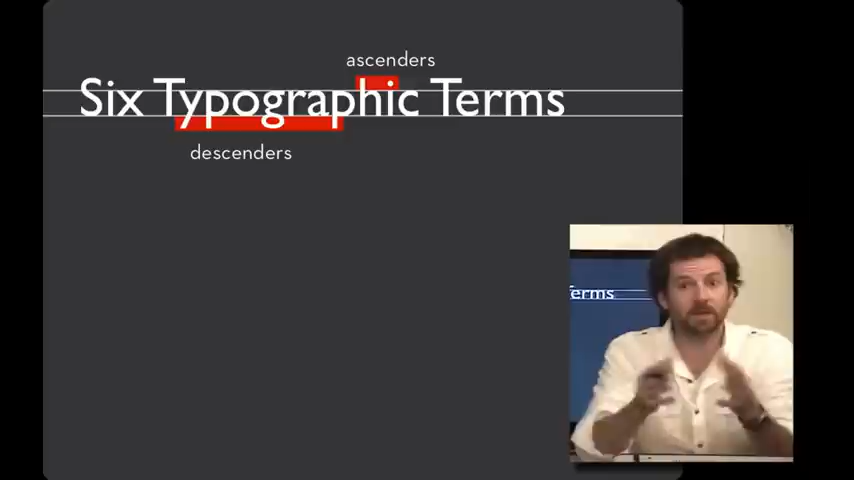 ascenders
Six Typographic Terms
descenders
Terms